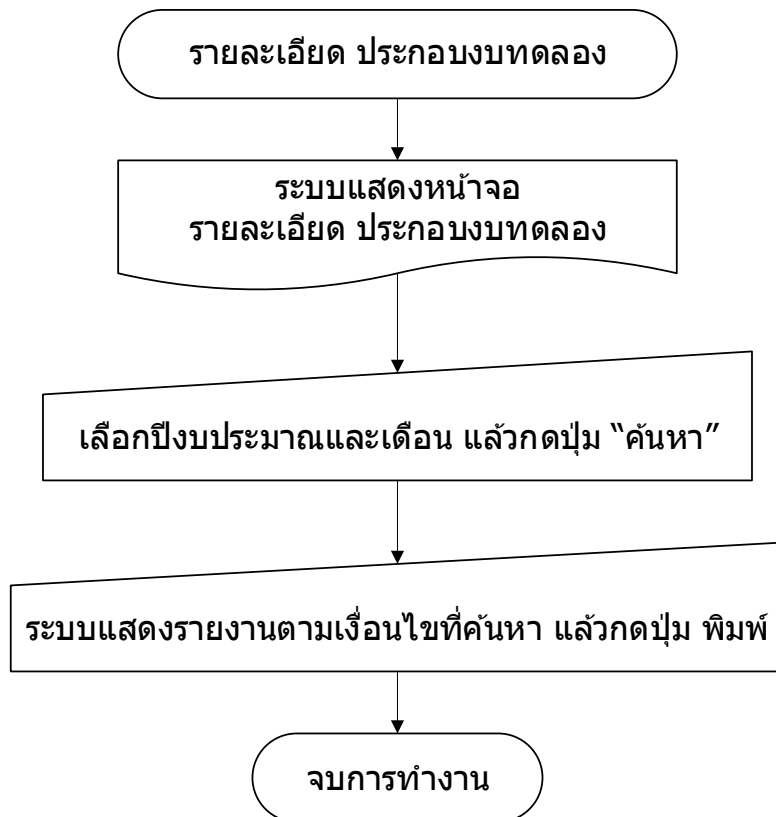 รายละเอียด ประกอบงบทดลอง
ระบบแสดงหน้าจอ
รายละเอียด ประกอบงบทดลอง
เลือกปีงบประมาณและเดือน แล้วกดปุ่ม “ค้นหา”
ระบบแสดงรายงานตามเงื่อนไขที่ค้นหา แล้วกดปุ่ม พิมพ์
จบการทำงาน